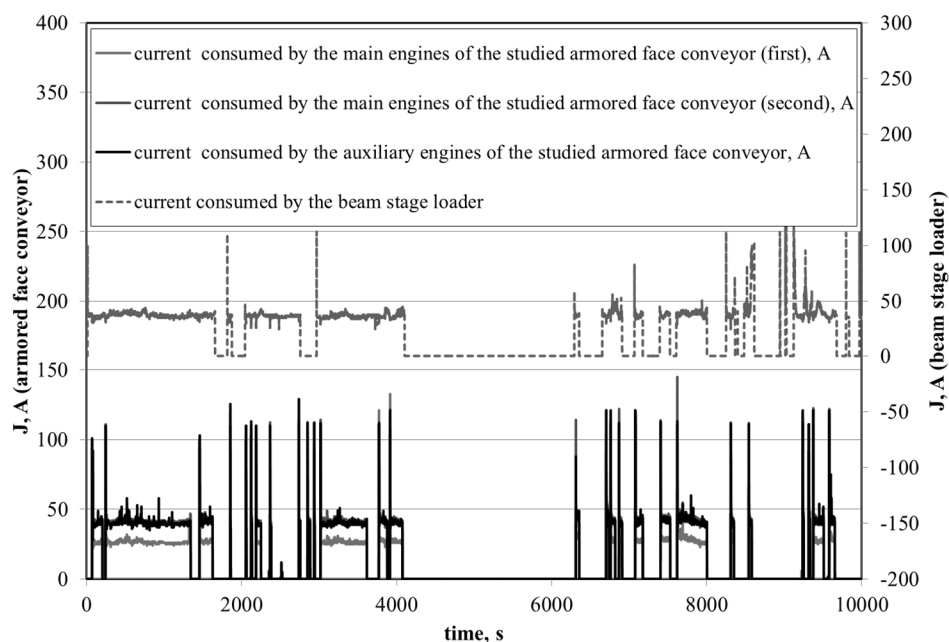 400
350
300
250
200
150
100
50
0
J, A (armored face conveyor)
current consumed by the main engines of the studied armored face conveyor (first), A
current consumed by the main engines of the studied armored face conveyor (second), A
current consumed by the auxiliary engines of the studied armored face conveyor, A
current consumed by the beam stage loader
300
250
200
150
100
50
0
-50
-100
-150
-200
J, A (beam stage loader)
0 2000 4000 6000 8000 10000
time, s